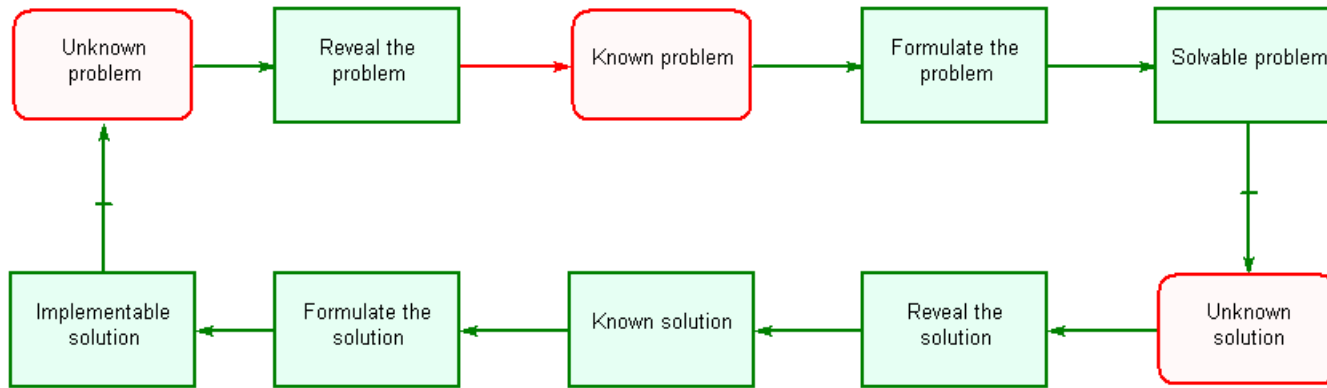 Unknown
problem
Reveal the
problem
Known problem
Formulate the
problem
Solvable problem
Implementable
solution
Formulate the
solution
Known solution
Reveal the
solution
Unknown
solution